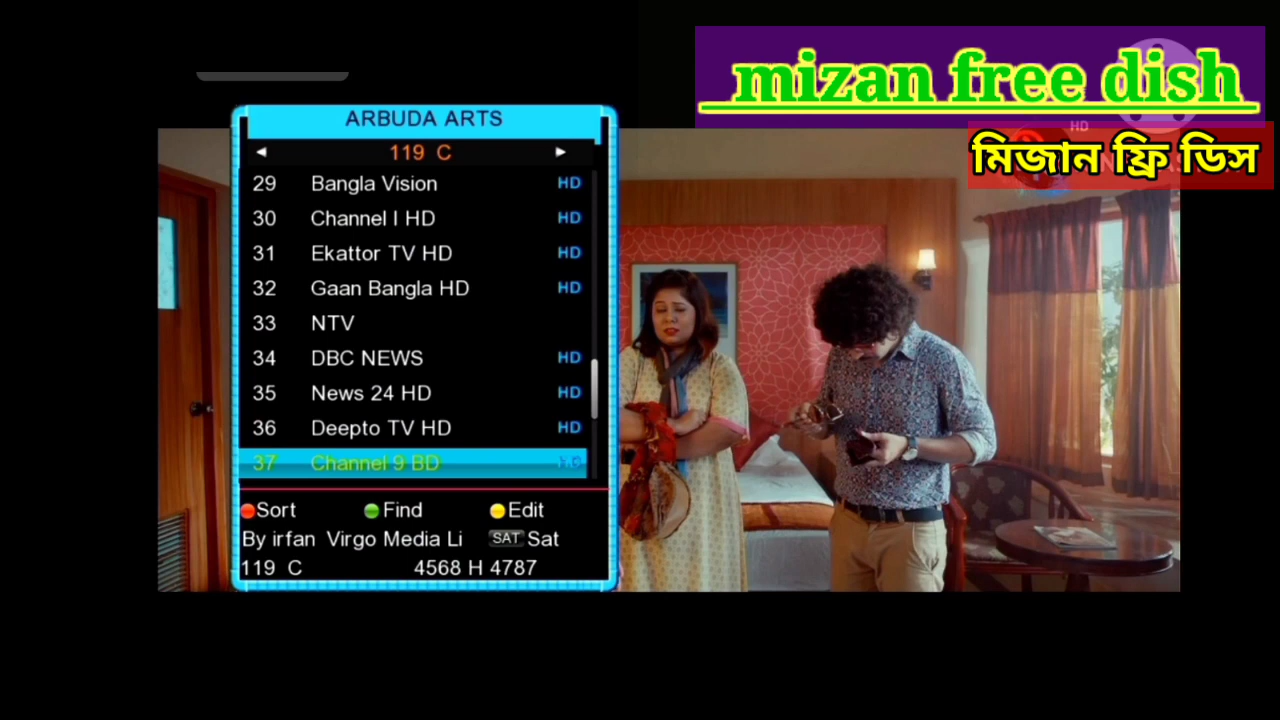 mizan free dish
HD
মিজান ফ্রি ডিস
ARBUDA ARTS
119 C
29 Bangla Vision HD
30 Channel I HD HD
31 Ekattor TV HD HD
32 Gaan Bangla HD HD
33 NTV
34 DBC NEWS HD
35 News 24 HD HD
36 Deepto TV HD HD
37 Channel 9 BD
Sort Find Edit
By irfan Virgo Media Li SAT Sat
119 C 4568 H 4787